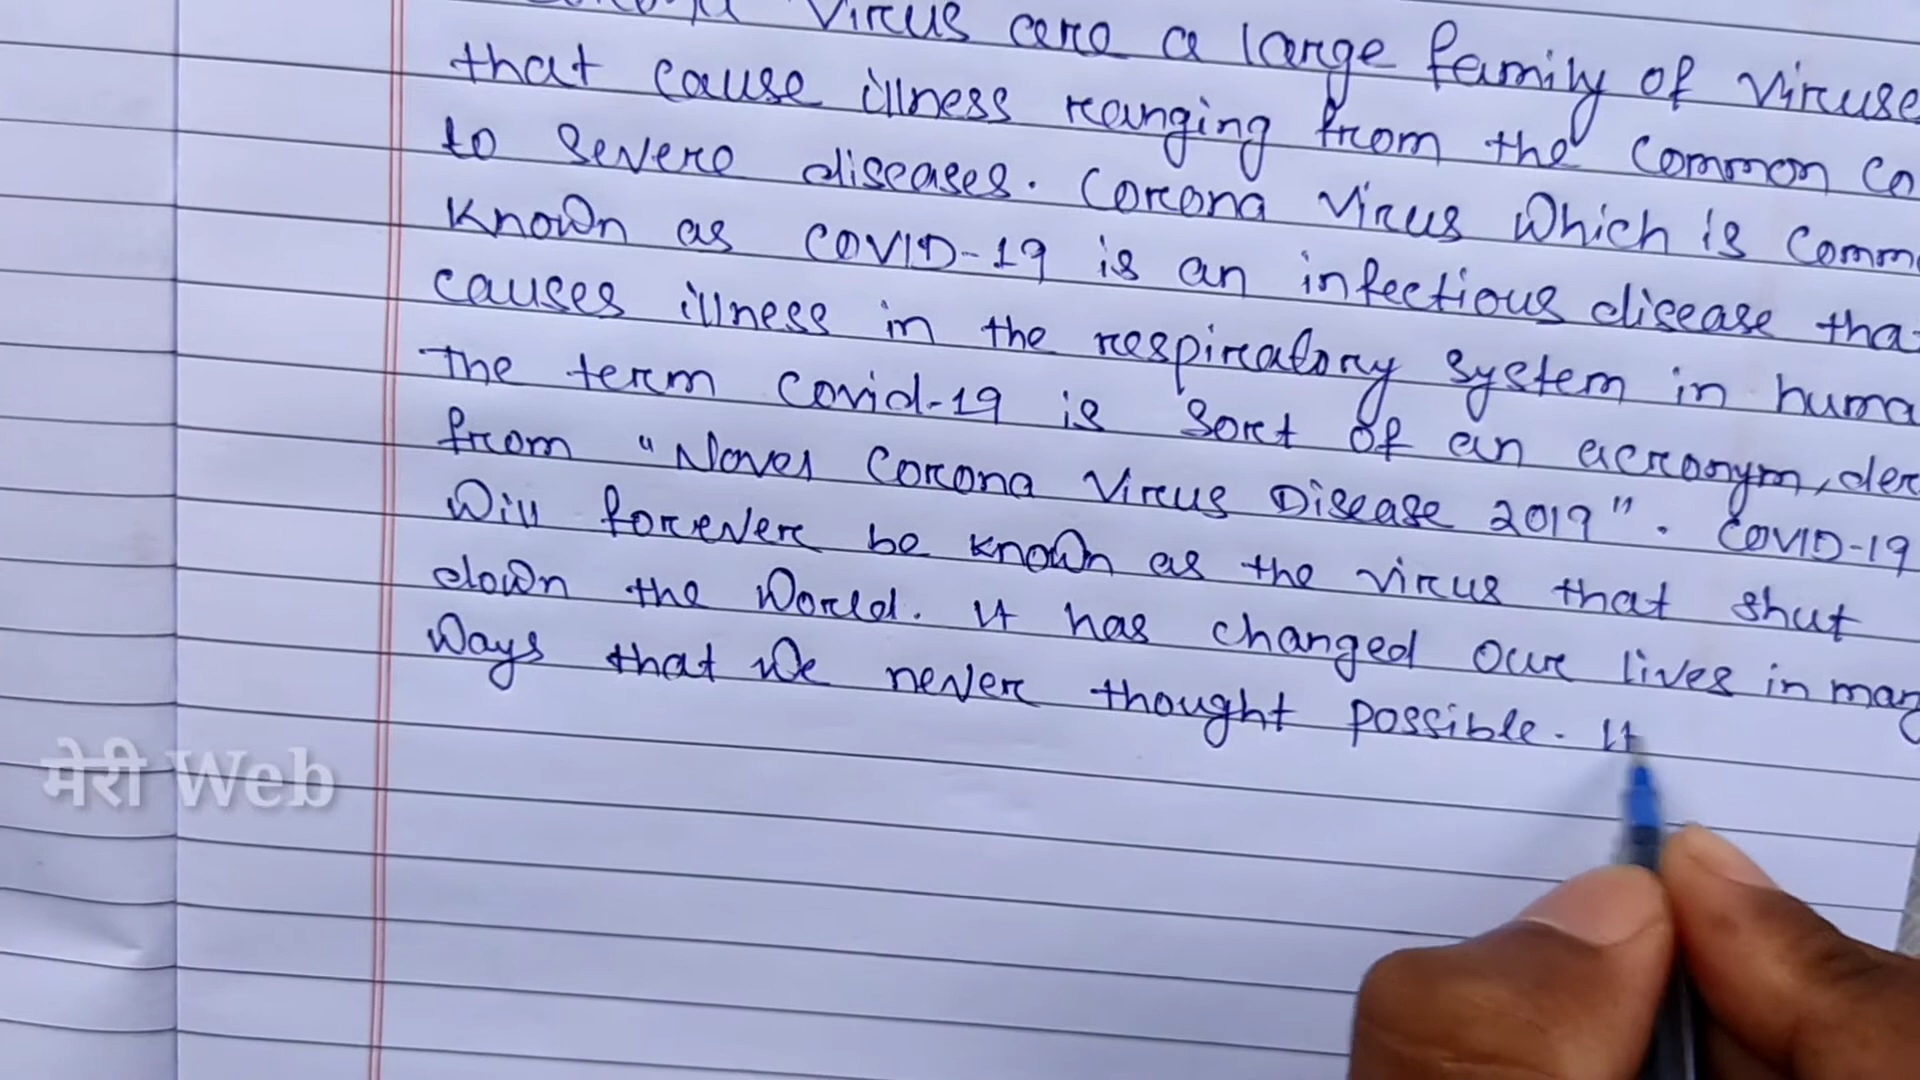 Virus are a large family of Viruse
that cause illness ranging from the Common Co
to severe diseases. Corona Virus Which is Comm
Known as COVID-19 is an infectious disease tha
causes illness in the respiratory system in huma
The term Covid-19 is sort of an acronym, der
from "Novel Corona Virus Disease 2019". COVID-19
Will forever be known as the virus that shut
down the World. It has changed our lives in many
Ways that We never thought possible. It
मेरी Web